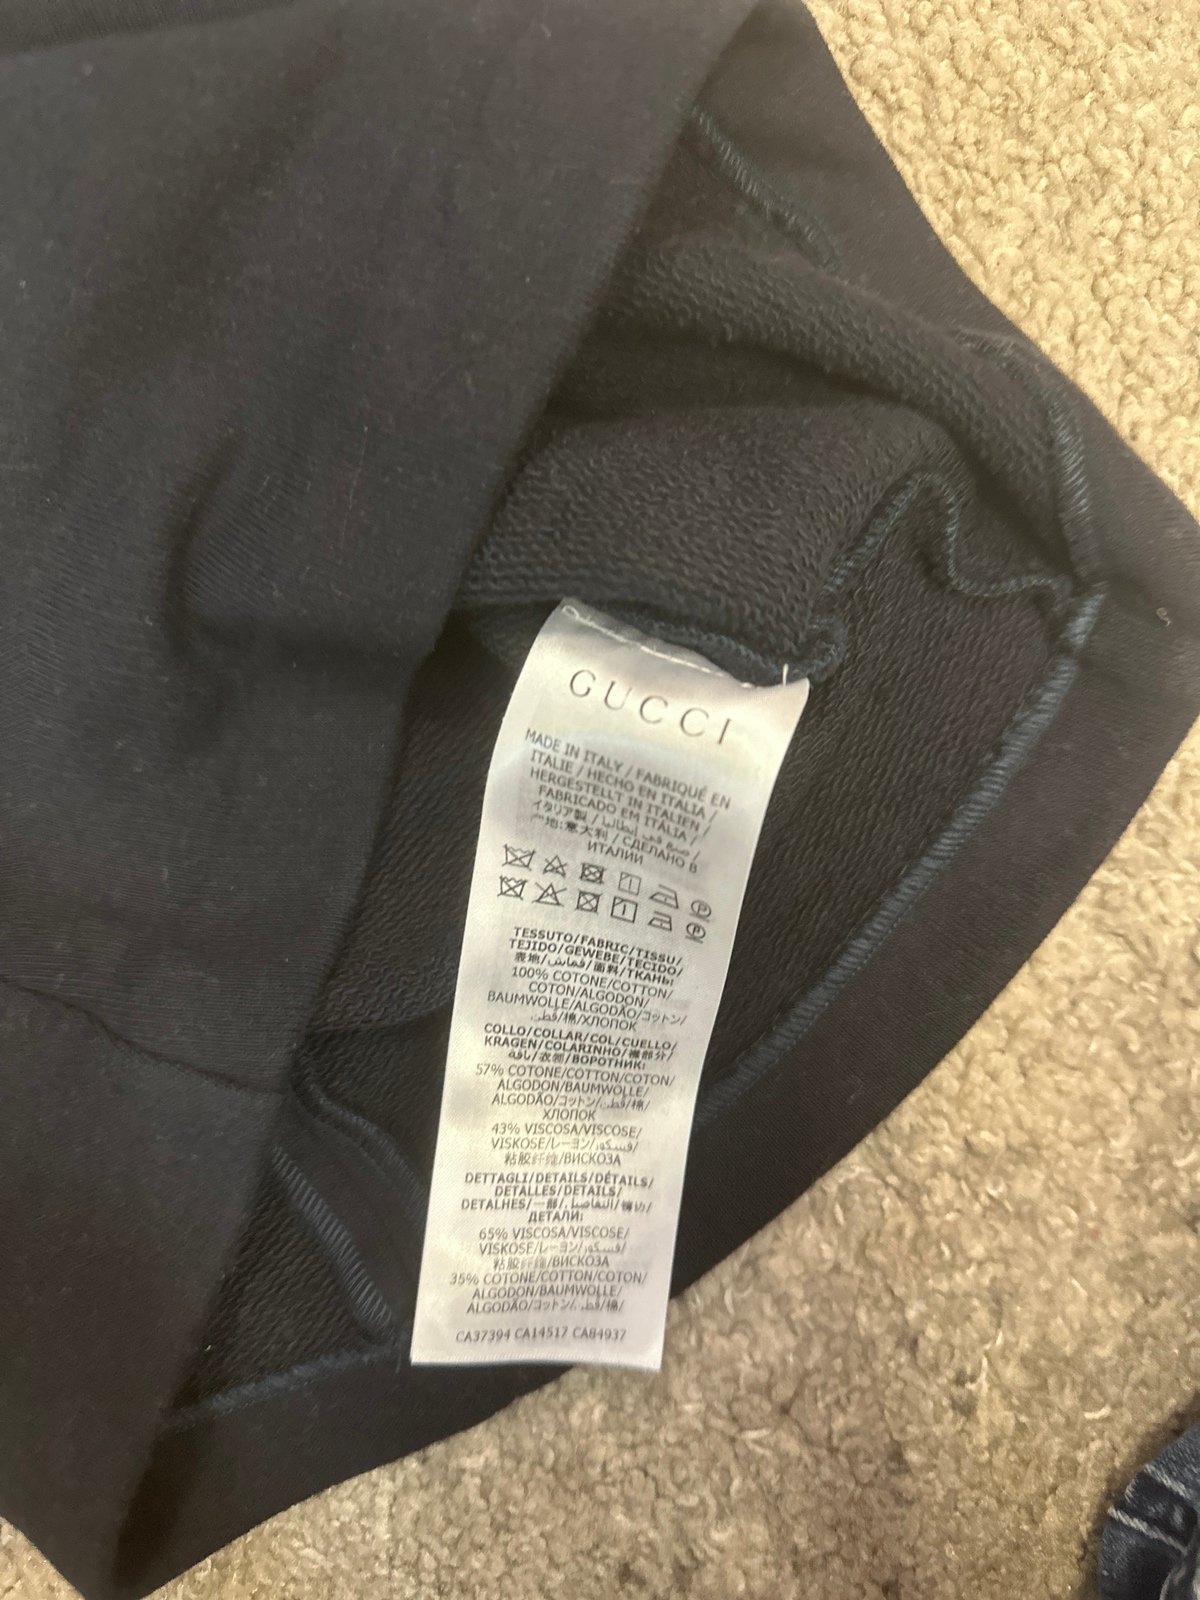 GUCCI
MADE IN ITALY / FABRIQUÉ EN
ITALIE / HECHO EN ITALIA /
HERGESTELLT IN ITALIEN /
FABRICADO EM ITÁLIA /
イタリア製 / صنع في إيطاليا /
产地:意大利 / СДЕЛАНО В
ИТАЛИИ
TESSUTO/FABRIC/TISSU/
TEJIDO/GEWEBE/TECIDO/
表地/قماش/面料/ТКАНЬ:
100% COTONE/COTTON/
COTON/ALGODON/
BAUMWOLLE/ALGODÃO/コットン/
قطن/棉/ХЛОПОК
COLLO/COLLAR/COL/CUELLO/
KRAGEN/COLARINHO/襟部分/
ياقة/衣领/ВОРОТНИК:
57% COTONE/COTTON/COTON/
ALGODON/BAUMWOLLE/
ALGODÃO/コットン/قطن/棉/
ХЛОПОК
43% VISCOSA/VISCOSE/
VISKOSE/レーヨン/فسكوز/
粘胶纤维/ВИСКОЗА
DETTAGLI/DETAILS/DÉTAILS/
DETALLES/DETAILS/
DETALHES/一部/التفاصيل/
ДЕТАЛИ:
65% VISCOSA/VISCOSE/
VISKOSE/レーヨン/فسكوز/
粘胶纤维/ВИСКОЗА
35% COTONE/COTTON/COTON/
ALGODON/BAUMWOLLE/
ALGODÃO/コットン/قطن/棉/
CA37394 CA14517 CA84937